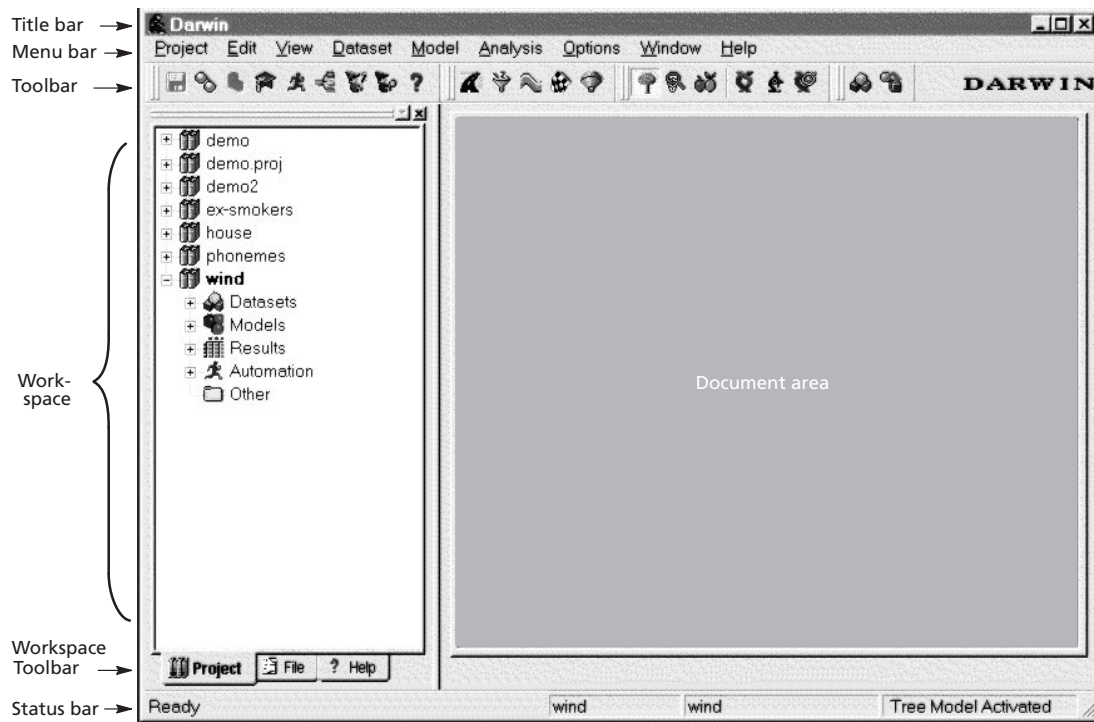 Title bar
Darwin
Menu bar
Project Edit View Dataset Model Analysis Options Window Help
Toolbar
DARWIN
demo
demo.proj
demo2
ex-smokers
house
phonemes
wind
Datasets
Models
Results
Automation
Other
Work-
space
Document area
Workspace
Toolbar
Project File ? Help
Status bar
Ready wind wind Tree Model Activated